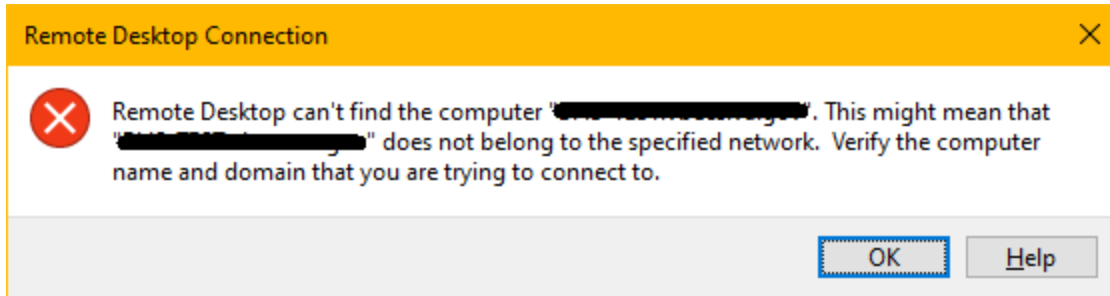 Remote Desktop Connection
Remote Desktop can't find the computer "". This might mean that
"" does not belong to the specified network.  Verify the computer
name and domain that you are trying to connect to.
OK
Help